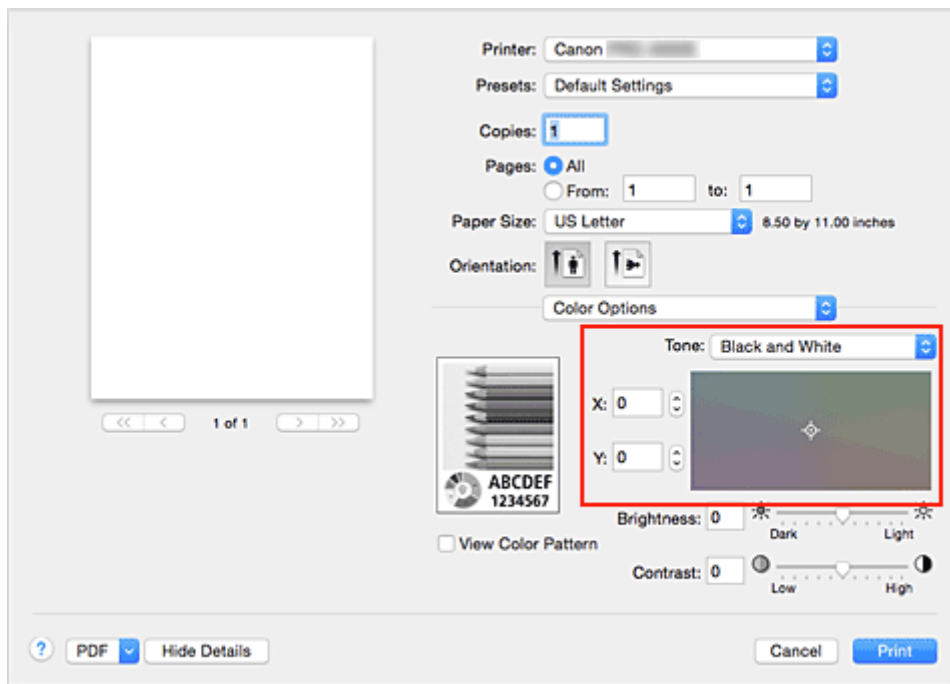 Printer: Canon
Presets: Default Settings
Copies: 1
Pages: All
From: 1 to: 1
Paper Size: US Letter 8.50 by 11.00 inches
Orientation:
Color Options
Tone: Black and White
X: 0
Y: 0
ABCDEF
1234567
Brightness: 0
Dark Light
View Color Pattern
Contrast: 0
Low High
1 of 1
? PDF Hide Details Cancel Print